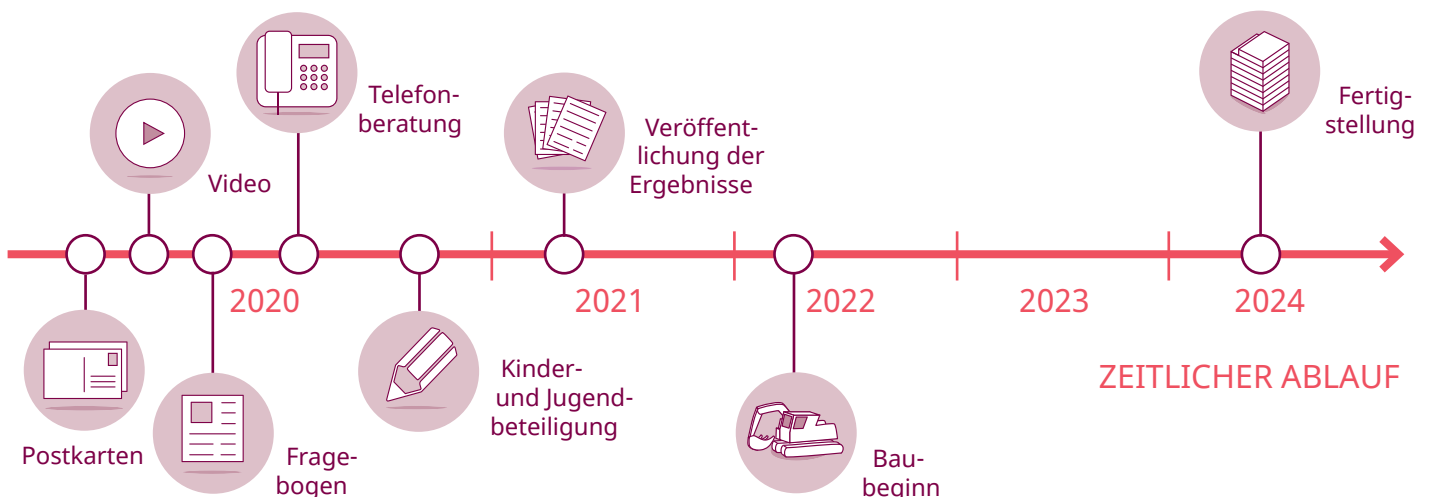 Telefon-
beratung
Video
Veröffent-
lichung der
Ergebnisse
Fertig-
stellung
2020
2021
2022
2023
2024
Postkarten
Frage-
bogen
Kinder-
und Jugend-
beteiligung
Bau-
beginn
ZEITLICHER ABLAUF